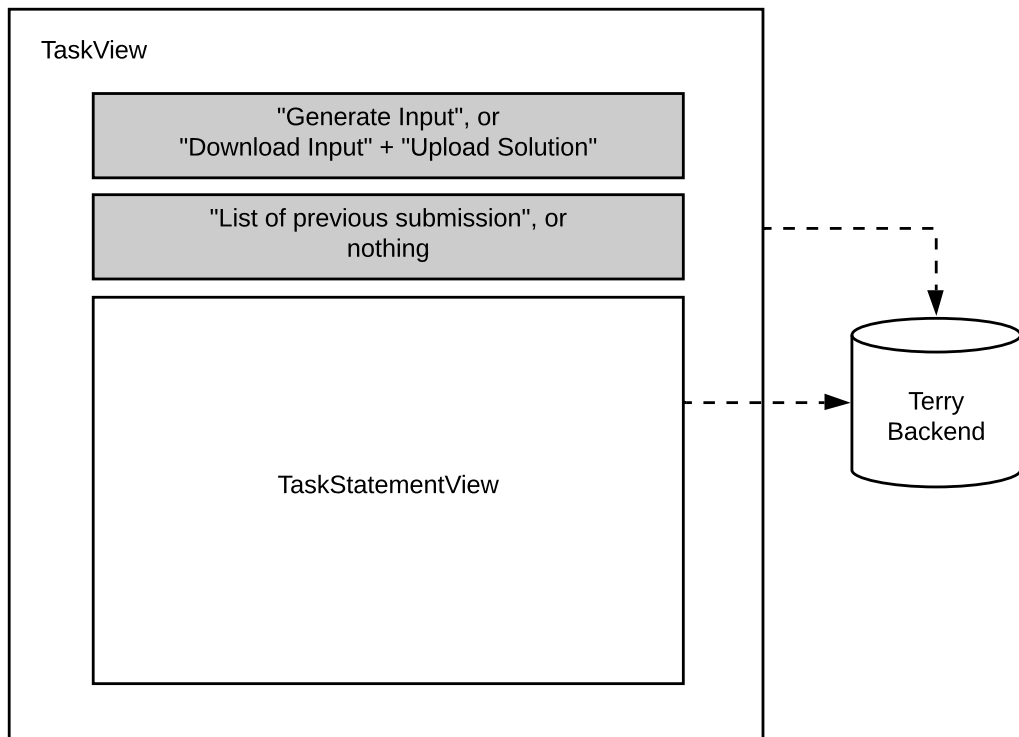 TaskView
"Generate Input", or
"Download Input" + "Upload Solution"
"List of previous submission", or
nothing
TaskStatementView
Terry
Backend